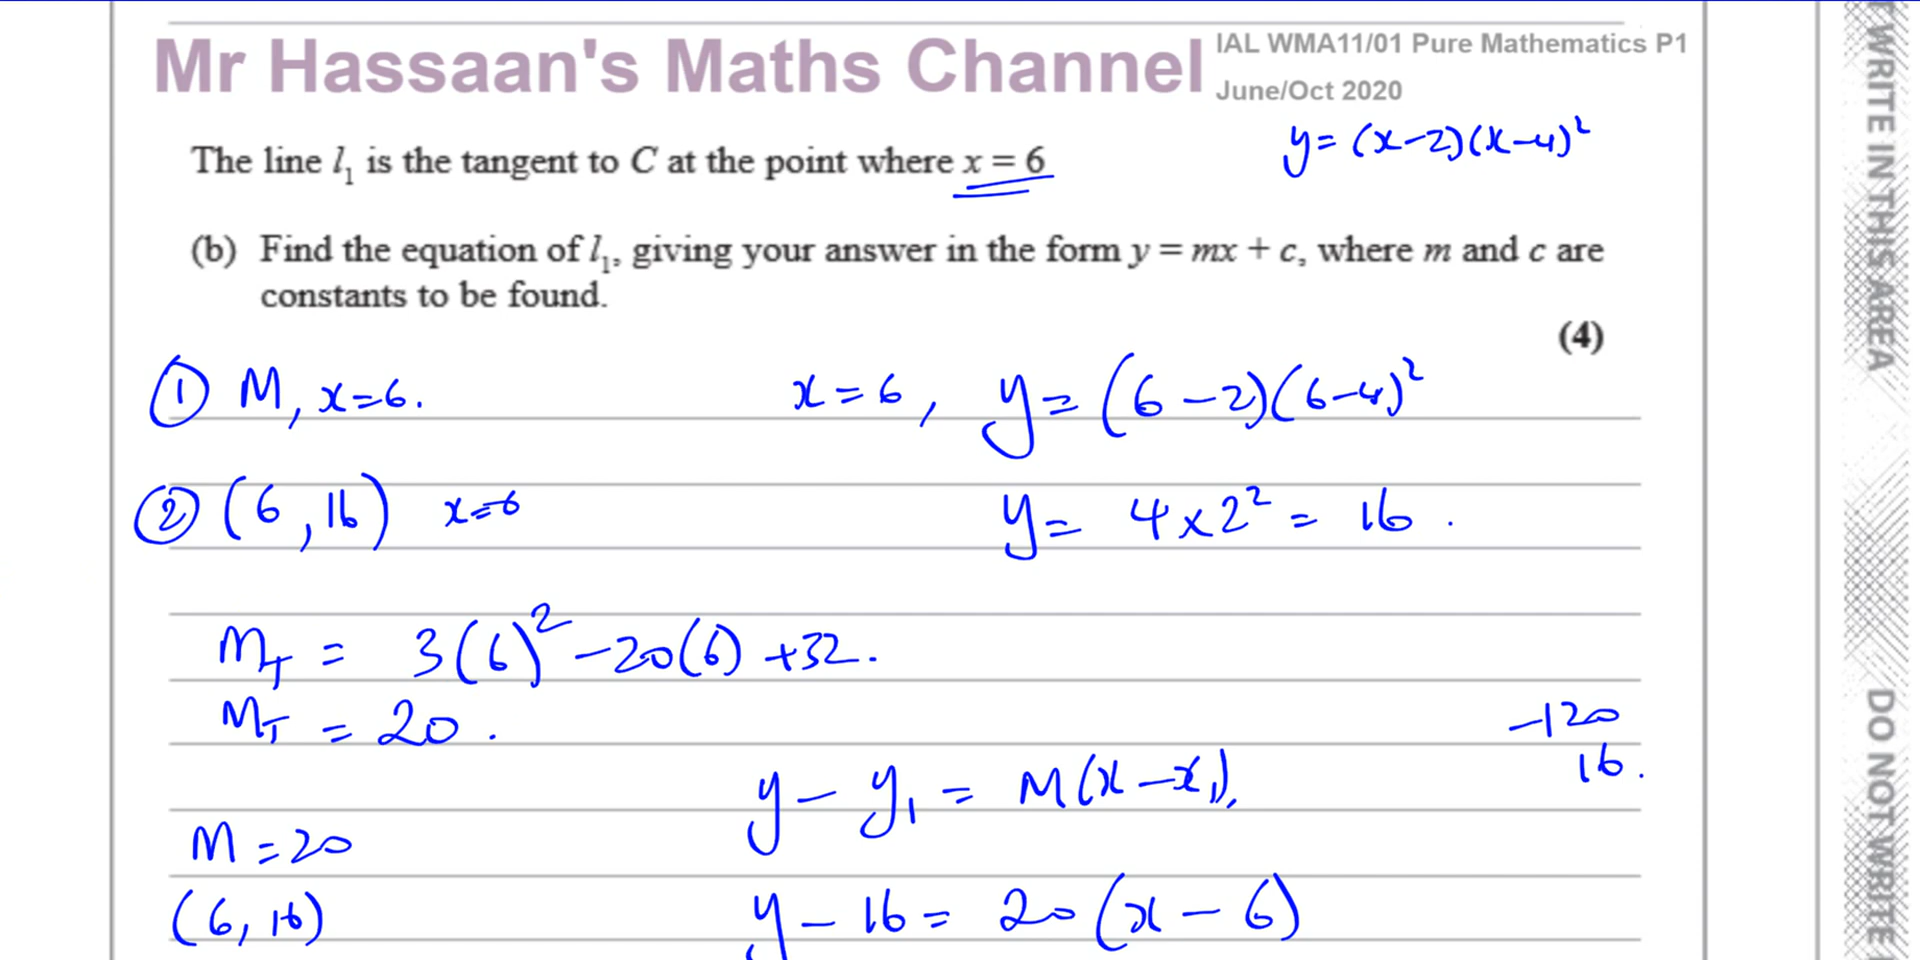 Mr Hassaan's Maths Channel
IAL WMA11/01 Pure Mathematics P1
June/Oct 2020
y = (x-2)(x-4)²
The line l₁ is the tangent to C at the point where x = 6
(b) Find the equation of l₁, giving your answer in the form y = mx + c, where m and c are
constants to be found.
(4)
① M, x=6.
x = 6, y = (6-2)(6-4)²
② (6, 16) x=6
y = 4×2² = 16.
M_T = 3(6)² - 20(6) + 32.
M_T = 20.
-120
16.
y - y₁ = M(x-x₁),
M = 20
(6, 16)
y - 16 = 20(x - 6)
WRITE IN THIS AREA
DO NOT WRITE